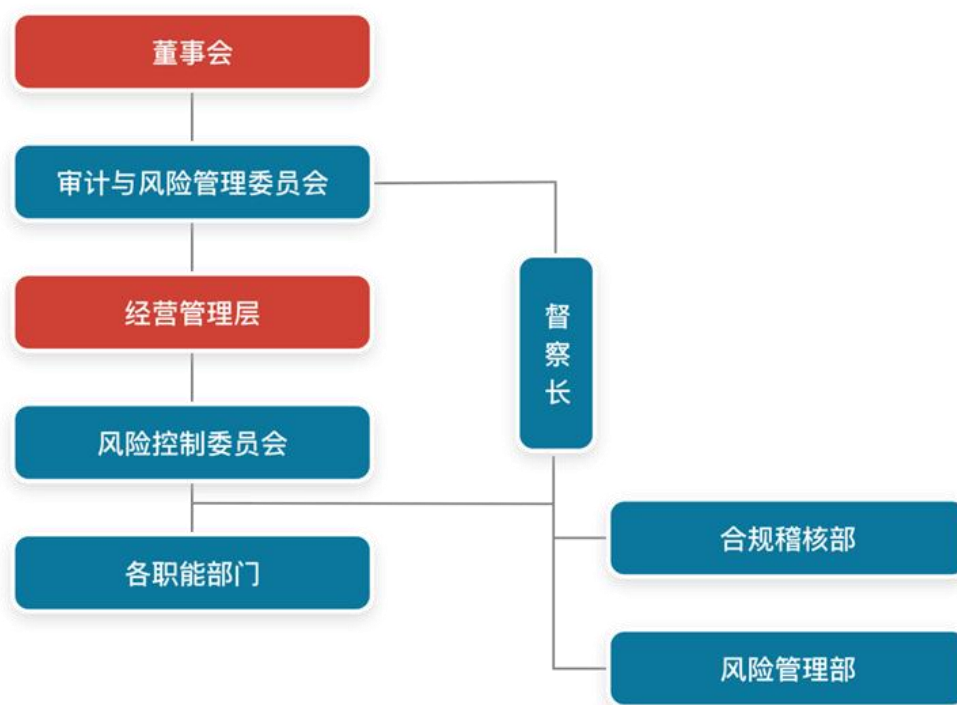 董事会
审计与风险管理委员会
经营管理层
督察长
风险控制委员会
合规稽核部
各职能部门
风险管理部